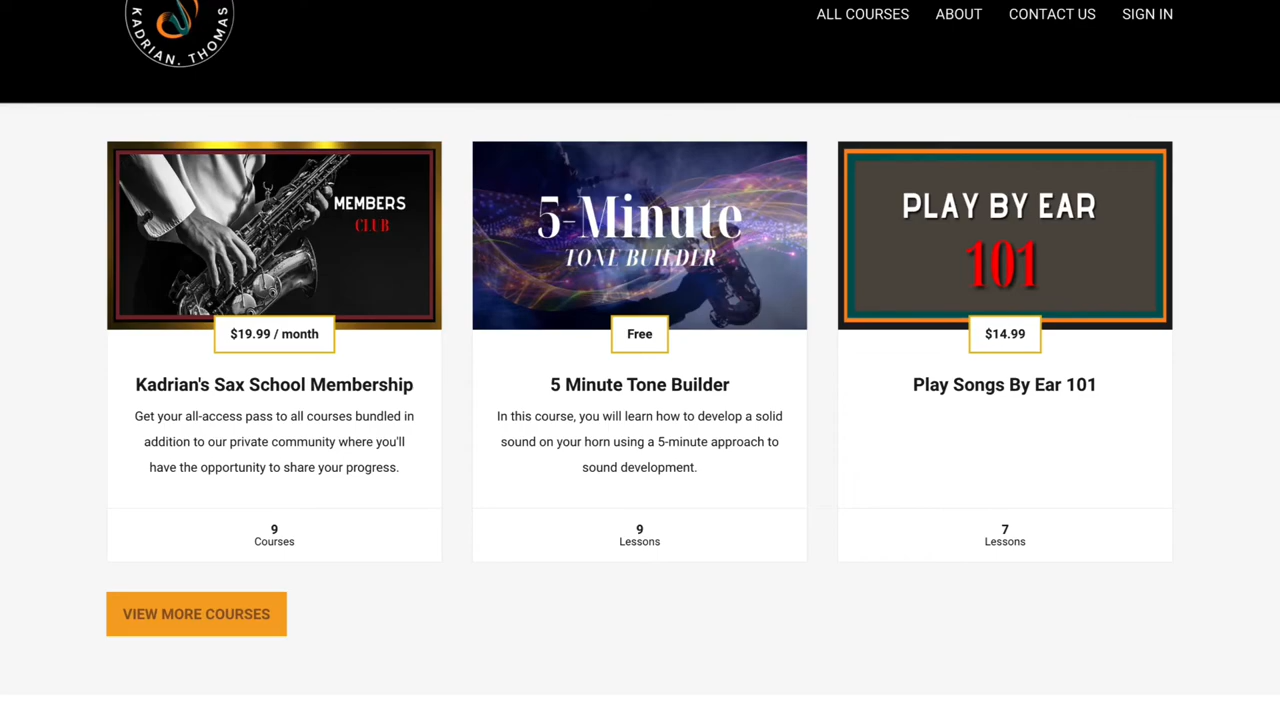 KADRIAN. THOMAS
ALL COURSES ABOUT CONTACT US SIGN IN
MEMBERS
CLUB
$19.99 / month
Kadrian's Sax School Membership
Get your all-access pass to all courses bundled in
addition to our private community where you'll
have the opportunity to share your progress.
9
Courses
5-Minute
TONE BUILDER
Free
5 Minute Tone Builder
In this course, you will learn how to develop a solid
sound on your horn using a 5-minute approach to
sound development.
9
Lessons
PLAY BY EAR
101
$14.99
Play Songs By Ear 101
7
Lessons
VIEW MORE COURSES